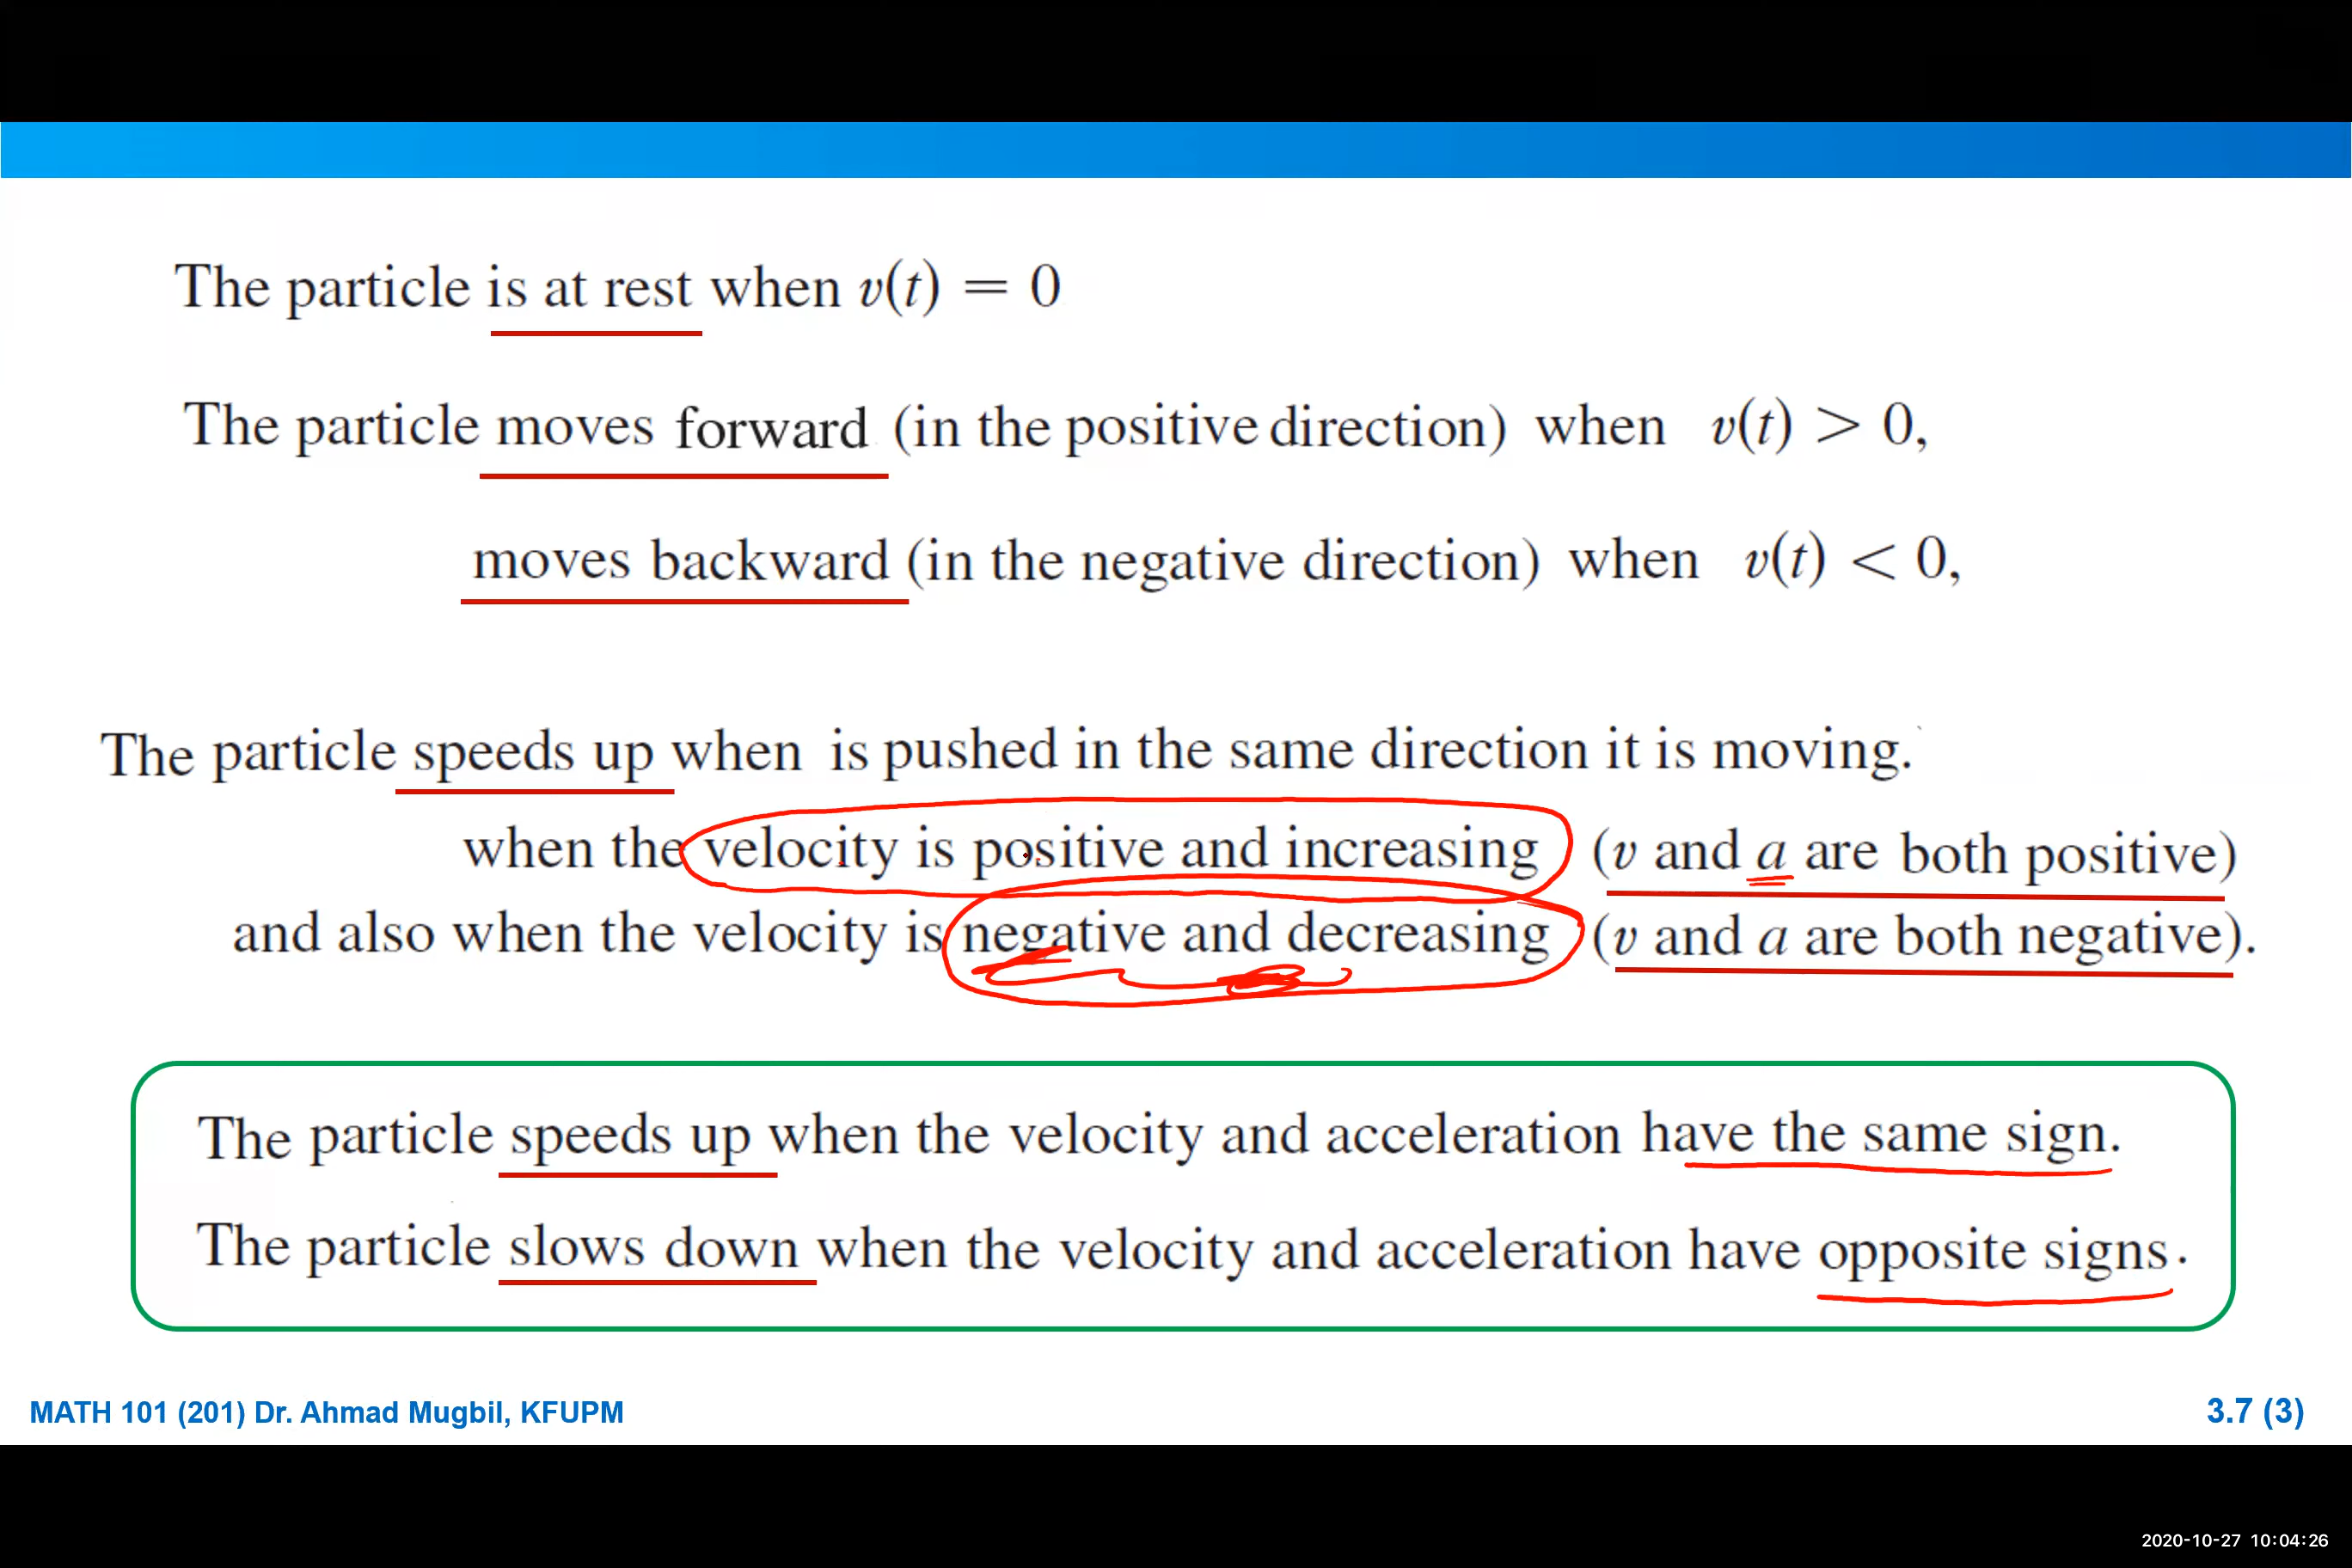 The particle is at rest when v(t) = 0
The particle moves forward (in the positive direction) when v(t) > 0,
moves backward (in the negative direction) when v(t) < 0,
The particle speeds up when is pushed in the same direction it is moving.
when the velocity is positive and increasing (v and a are both positive)
and also when the velocity is negative and decreasing (v and a are both negative).
The particle speeds up when the velocity and acceleration have the same sign.
The particle slows down when the velocity and acceleration have opposite signs.
MATH 101 (201) Dr. Ahmad Mugbil, KFUPM 3.7 (3)
2020-10-27 10:04:26